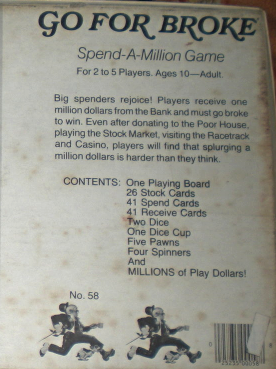 GO FOR BROKE
Spend-A-Million Game
For 2 to 5 Players. Ages 10—Adult.
Big spenders rejoice! Players receive one
million dollars from the Bank and must go broke
to win. Even after donating to the Poor House,
playing the Stock Market, visiting the Racetrack
and Casino, players will find that splurging a
million dollars is harder than they think.
CONTENTS: One Playing Board
26 Stock Cards
41 Spend Cards
41 Receive Cards
Two Dice
One Dice Cup
Five Pawns
Four Spinners
And
MILLIONS of Play Dollars!
No. 58